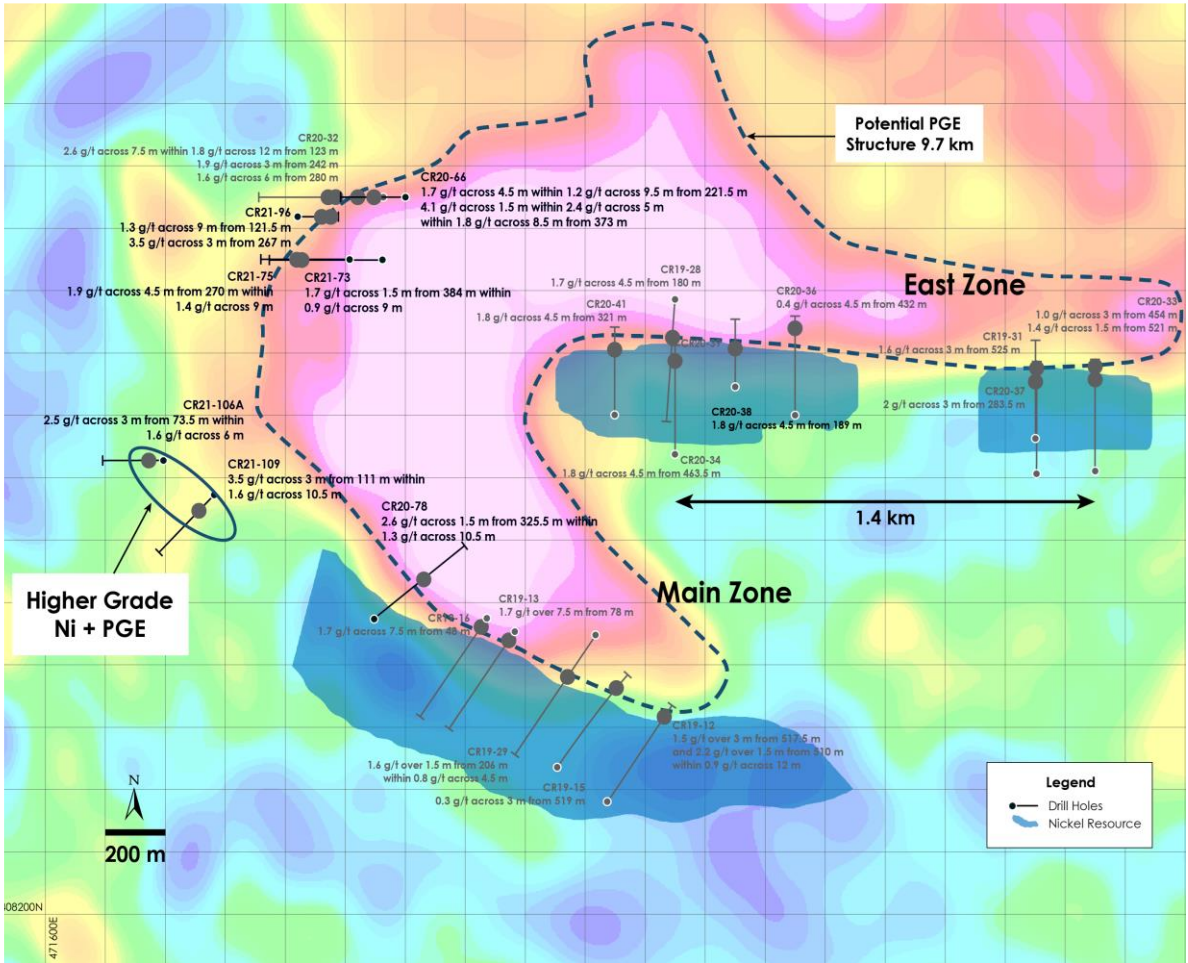 Potential PGE
Structure 9.7 km
CR20-32
2.6 g/t across 7.5 m within 1.8 g/t across 12 m from 123 m
1.9 g/t across 3 m from 242 m
1.6 g/t across 6 m from 280 m
CR20-66
1.7 g/t across 4.5 m within 1.2 g/t across 9.5 m from 221.5 m
4.1 g/t across 1.5 m within 2.4 g/t across 5 m
within 1.8 g/t across 8.5 m from 373 m
CR21-96
1.3 g/t across 9 m from 121.5 m
3.5 g/t across 3 m from 267 m
CR21-75
1.9 g/t across 4.5 m from 270 m within
1.4 g/t across 9 m
CR21-73
1.7 g/t across 1.5 m from 384 m within
0.9 g/t across 9 m
CR19-28
1.7 g/t across 4.5 m from 180 m
CR20-41
1.8 g/t across 4.5 m from 321 m
CR20-36
0.4 g/t across 4.5 m from 432 m
East Zone
CR20-33
1.0 g/t across 3 m from 454 m
1.4 g/t across 1.5 m from 521 m
CR19-31
1.6 g/t across 3 m from 525 m
CR20-37
2 g/t across 3 m from 283.5 m
CR20-38
1.8 g/t across 4.5 m from 189 m
CR20-34
1.8 g/t across 4.5 m from 463.5 m
1.4 km
CR21-106A
2.5 g/t across 3 m from 73.5 m within
1.6 g/t across 6 m
CR21-109
3.5 g/t across 3 m from 111 m within
1.6 g/t across 10.5 m
CR20-78
2.6 g/t across 1.5 m from 325.5 m within
1.3 g/t across 10.5 m
Higher Grade
Ni + PGE
Main Zone
CR19-13
1.7 g/t over 7.5 m from 78 m
CR19-16
1.7 g/t across 7.5 m from 48 m
CR19-12
1.5 g/t over 3 m from 517.5 m
and 2.2 g/t over 1.5 m from 510 m
within 0.9 g/t across 12 m
CR19-29
1.6 g/t over 1.5 m from 206 m
within 0.8 g/t across 4.5 m
CR19-15
0.3 g/t across 3 m from 519 m
N
200 m
Legend
Drill Holes
Nickel Resource
408200N
471600E